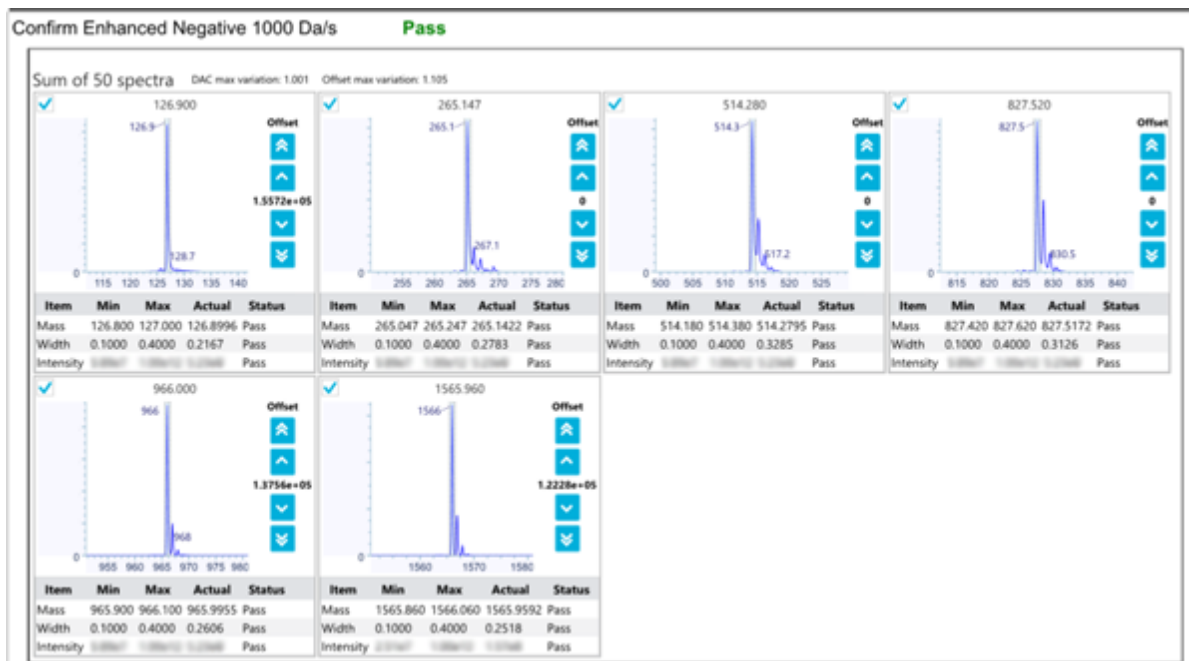 Confirm Enhanced Negative 1000 Da/s Pass
Sum of 50 spectra DAC max variation: 1.001 Offset max variation: 1.105
126.900
126.9
128.7
0
115 120 125 130 135 140
Offset
1.5572e+05
Item Min Max Actual Status
Mass 126.800 127.000 126.8996 Pass
Width 0.1000 0.4000 0.2167 Pass
Intensity Pass
265.147
265.1
267.1
0
255 260 265 270 275 280
Offset
0
Item Min Max Actual Status
Mass 265.047 265.247 265.1422 Pass
Width 0.1000 0.4000 0.2783 Pass
Intensity Pass
514.280
514.3
517.2
0
500 505 510 515 520 525
Offset
0
Item Min Max Actual Status
Mass 514.180 514.380 514.2795 Pass
Width 0.1000 0.4000 0.3285 Pass
Intensity Pass
827.520
827.5
830.5
0
815 820 825 830 835 840
Offset
0
Item Min Max Actual Status
Mass 827.420 827.620 827.5172 Pass
Width 0.1000 0.4000 0.3126 Pass
Intensity Pass
966.000
966
968
0
955 960 965 970 975 980
Offset
1.3756e+05
Item Min Max Actual Status
Mass 965.900 966.100 965.9955 Pass
Width 0.1000 0.4000 0.2606 Pass
Intensity Pass
1565.960
1566
0
1560 1570 1580
Offset
1.2228e+05
Item Min Max Actual Status
Mass 1565.860 1566.060 1565.9592 Pass
Width 0.1000 0.4000 0.2518 Pass
Intensity Pass